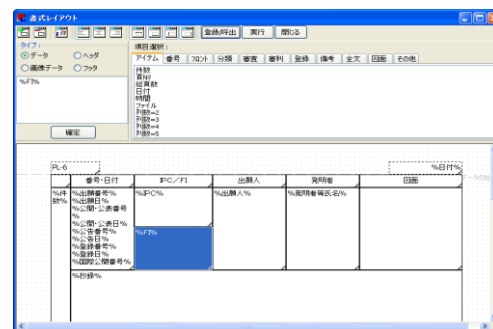 書式レイアウト
登録/呼出 実行 閉じる
タイプ:
データ ヘッダ
画像データ フッタ
%FI%
確定
項目選択:
アイテム 番号 フロント 分類 審査 審判 登録 備考 全文 図面 その他
件数
頁NO
総頁数
日付
時間
ファイル
列数=2
列数=3
列数=4
列数=5
PL-6 %日付%
番号・日付 IPC/FI 出願人 発明者 図面
%件数%
%出願番号%
%出願日%
%公開・公表番号%
%公開・公表日%
%公告番号%
%公告日%
%登録番号%
%登録日%
%国際公開番号%
%IPC%
%FI%
%出願人%
%発明者等氏名%
%抄録%